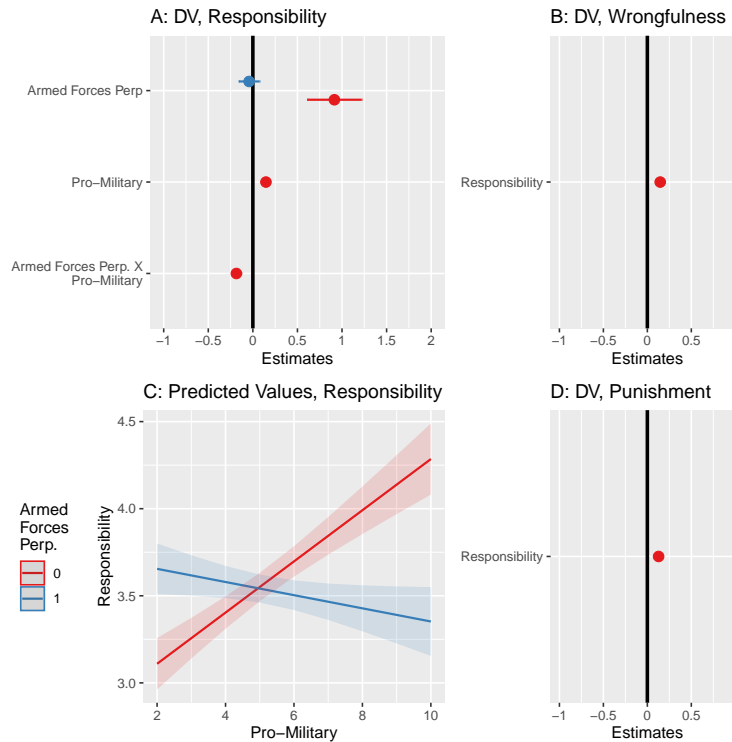 A: DV, Responsibility
Armed Forces Perp
Pro−Military
Armed Forces Perp. X
Pro−Military
−1 −0.5 0 0.5 1 1.5 2
Estimates
B: DV, Wrongfulness
Responsibility
−1 −0.5 0 0.5
Estimates
C: Predicted Values, Responsibility
Responsibility
4.5
4.0
3.5
3.0
2 4 6 8 10
Pro−Military
Armed
Forces
Perp.
0
1
D: DV, Punishment
Responsibility
−1 −0.5 0 0.5
Estimates